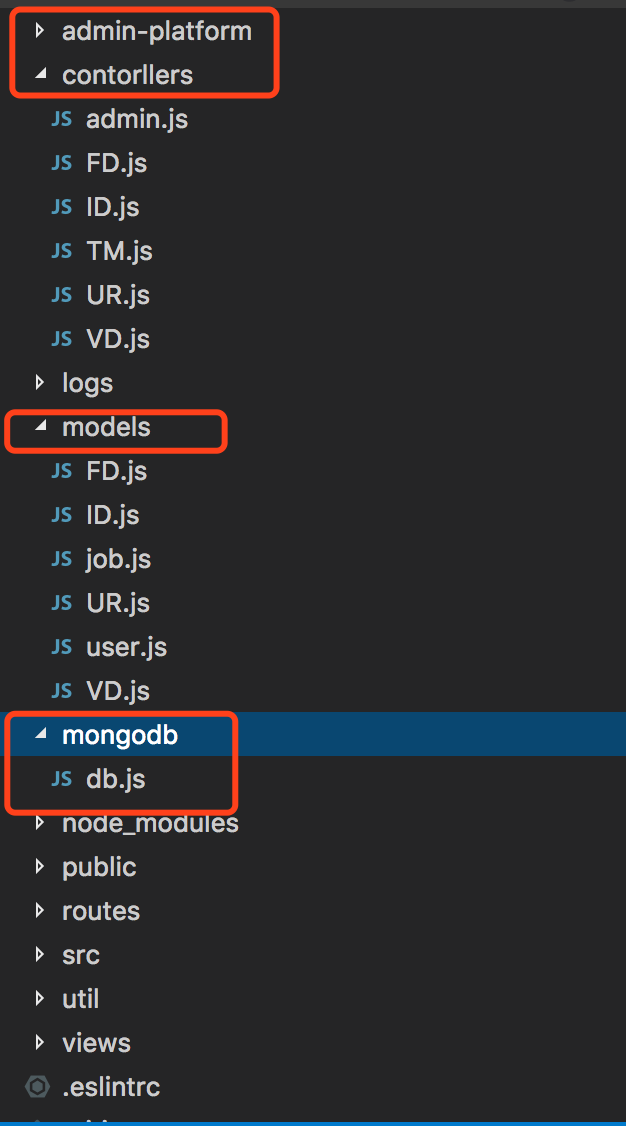 admin-platform
contorllers
JS admin.js
JS FD.js
JS ID.js
JS TM.js
JS UR.js
JS VD.js
logs
models
JS FD.js
JS ID.js
JS job.js
JS UR.js
JS user.js
JS VD.js
mongodb
JS db.js
node_modules
public
routes
src
util
views
.eslintrc